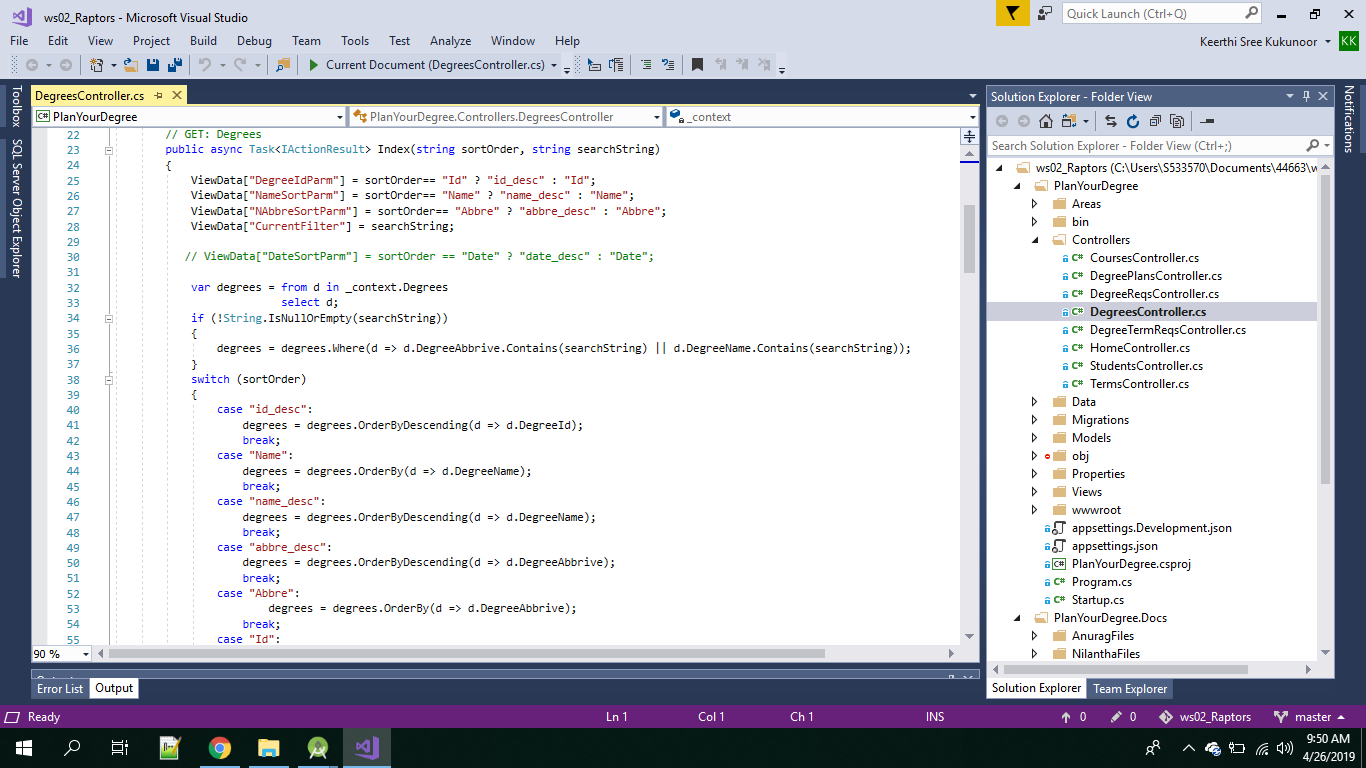 ws02_Raptors - Microsoft Visual Studio
Quick Launch (Ctrl+Q)
File Edit View Project Build Debug Team Tools Test Analyze Window Help
Keerthi Sree Kukunoor KK
Current Document (DegreesController.cs)
Toolbox
SQL Server Object Explorer
DegreesController.cs
C# PlanYourDegree
PlanYourDegree.Controllers.DegreesController
_context
22 // GET: Degrees
23 public async Task<IActionResult> Index(string sortOrder, string searchString)
24 {
25 ViewData["DegreeIdParm"] = sortOrder== "Id" ? "id_desc" : "Id";
26 ViewData["NameSortParm"] = sortOrder== "Name" ? "name_desc" : "Name";
27 ViewData["NAbbreSortParm"] = sortOrder== "Abbre" ? "abbre_desc" : "Abbre";
28 ViewData["CurrentFilter"] = searchString;
29
30 // ViewData["DateSortParm"] = sortOrder == "Date" ? "date_desc" : "Date";
31
32 var degrees = from d in _context.Degrees
33 select d;
34 if (!String.IsNullOrEmpty(searchString))
35 {
36 degrees = degrees.Where(d => d.DegreeAbbrive.Contains(searchString) || d.DegreeName.Contains(searchString));
37 }
38 switch (sortOrder)
39 {
40 case "id_desc":
41 degrees = degrees.OrderByDescending(d => d.DegreeId);
42 break;
43 case "Name":
44 degrees = degrees.OrderBy(d => d.DegreeName);
45 break;
46 case "name_desc":
47 degrees = degrees.OrderByDescending(d => d.DegreeName);
48 break;
49 case "abbre_desc":
50 degrees = degrees.OrderByDescending(d => d.DegreeAbbrive);
51 break;
52 case "Abbre":
53 degrees = degrees.OrderBy(d => d.DegreeAbbrive);
54 break;
55 case "Id":
90 %
Error List Output
Solution Explorer - Folder View
Search Solution Explorer - Folder View (Ctrl+;)
ws02_Raptors (C:\Users\S533570\Documents\44663\w
PlanYourDegree
Areas
bin
Controllers
C# CoursesController.cs
C# DegreePlansController.cs
C# DegreeReqsController.cs
C# DegreesController.cs
C# DegreeTermReqsController.cs
C# HomeController.cs
C# StudentsController.cs
C# TermsController.cs
Data
Migrations
Models
obj
Properties
Views
wwwroot
appsettings.Development.json
appsettings.json
C# PlanYourDegree.csproj
C# Program.cs
C# Startup.cs
PlanYourDegree.Docs
AnuragFiles
NilanthaFiles
Solution Explorer Team Explorer
Notifications
Ready
Ln 1 Col 1 Ch 1 INS
0 0 ws02_Raptors master
9:50 AM
4/26/2019